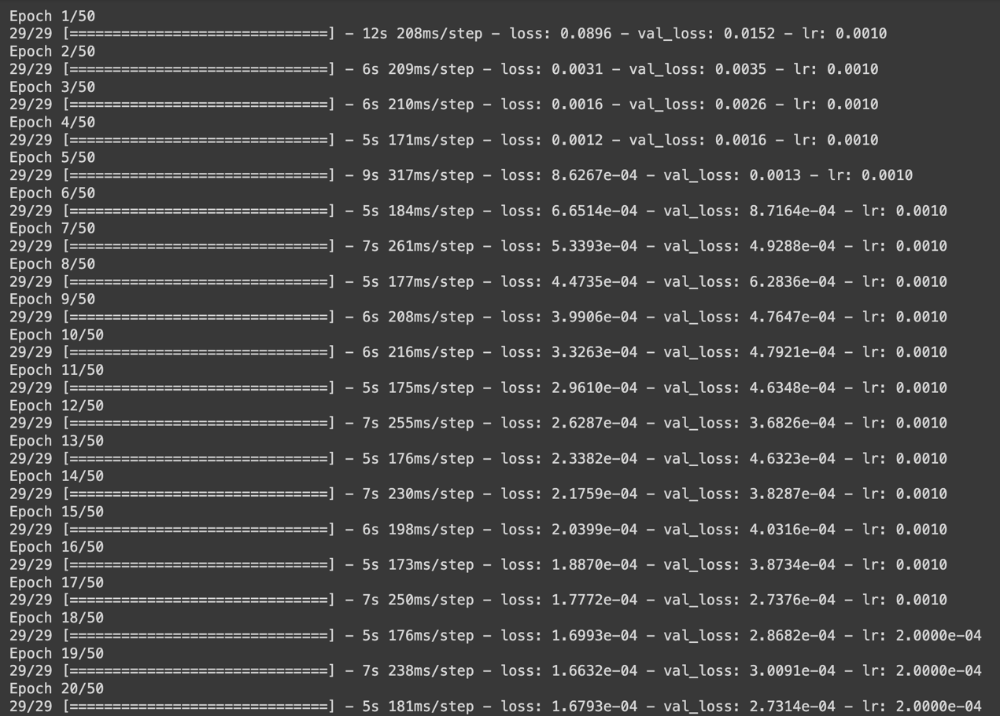 Epoch 1/50
29/29 [==============================] - 12s 208ms/step - loss: 0.0896 - val_loss: 0.0152 - lr: 0.0010
Epoch 2/50
29/29 [==============================] - 6s 209ms/step - loss: 0.0031 - val_loss: 0.0035 - lr: 0.0010
Epoch 3/50
29/29 [==============================] - 6s 210ms/step - loss: 0.0016 - val_loss: 0.0026 - lr: 0.0010
Epoch 4/50
29/29 [==============================] - 5s 171ms/step - loss: 0.0012 - val_loss: 0.0016 - lr: 0.0010
Epoch 5/50
29/29 [==============================] - 9s 317ms/step - loss: 8.6267e-04 - val_loss: 0.0013 - lr: 0.0010
Epoch 6/50
29/29 [==============================] - 5s 184ms/step - loss: 6.6514e-04 - val_loss: 8.7164e-04 - lr: 0.0010
Epoch 7/50
29/29 [==============================] - 7s 261ms/step - loss: 5.3393e-04 - val_loss: 4.9288e-04 - lr: 0.0010
Epoch 8/50
29/29 [==============================] - 5s 177ms/step - loss: 4.4735e-04 - val_loss: 6.2836e-04 - lr: 0.0010
Epoch 9/50
29/29 [==============================] - 6s 208ms/step - loss: 3.9906e-04 - val_loss: 4.7647e-04 - lr: 0.0010
Epoch 10/50
29/29 [==============================] - 6s 216ms/step - loss: 3.3263e-04 - val_loss: 4.7921e-04 - lr: 0.0010
Epoch 11/50
29/29 [==============================] - 5s 175ms/step - loss: 2.9610e-04 - val_loss: 4.6348e-04 - lr: 0.0010
Epoch 12/50
29/29 [==============================] - 7s 255ms/step - loss: 2.6287e-04 - val_loss: 3.6826e-04 - lr: 0.0010
Epoch 13/50
29/29 [==============================] - 5s 176ms/step - loss: 2.3382e-04 - val_loss: 4.6323e-04 - lr: 0.0010
Epoch 14/50
29/29 [==============================] - 7s 230ms/step - loss: 2.1759e-04 - val_loss: 3.8287e-04 - lr: 0.0010
Epoch 15/50
29/29 [==============================] - 6s 198ms/step - loss: 2.0399e-04 - val_loss: 4.0316e-04 - lr: 0.0010
Epoch 16/50
29/29 [==============================] - 5s 173ms/step - loss: 1.8870e-04 - val_loss: 3.8734e-04 - lr: 0.0010
Epoch 17/50
29/29 [==============================] - 7s 250ms/step - loss: 1.7772e-04 - val_loss: 2.7376e-04 - lr: 0.0010
Epoch 18/50
29/29 [==============================] - 5s 176ms/step - loss: 1.6993e-04 - val_loss: 2.8682e-04 - lr: 2.0000e-04
Epoch 19/50
29/29 [==============================] - 7s 238ms/step - loss: 1.6632e-04 - val_loss: 3.0091e-04 - lr: 2.0000e-04
Epoch 20/50
29/29 [==============================] - 5s 181ms/step - loss: 1.6793e-04 - val_loss: 2.7314e-04 - lr: 2.0000e-04